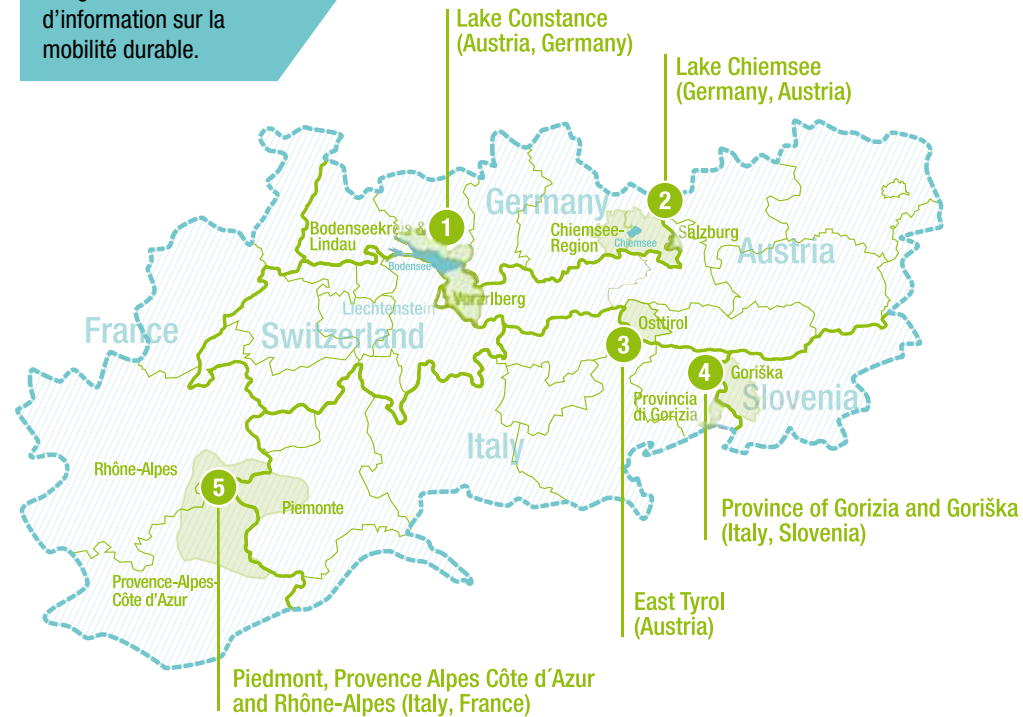 d’information sur la
mobilité durable.
Lake Constance
(Austria, Germany)
Lake Chiemsee
(Germany, Austria)
Germany
Bodenseekreis &
Lindau
1
2
Chiemsee-
Region
Chiemsee
Salzburg
Austria
Bodensee
Liechtenstein
Vorarlberg
France
Switzerland
Osttirol
3
4
Goriška
Provincia
di Gorizia
Slovenia
Italy
Rhône-Alpes
5
Piemonte
Province of Gorizia and Goriška
(Italy, Slovenia)
Provence-Alpes-
Côte d’Azur
East Tyrol
(Austria)
Piedmont, Provence Alpes Côte d´Azur
and Rhône-Alpes (Italy, France)